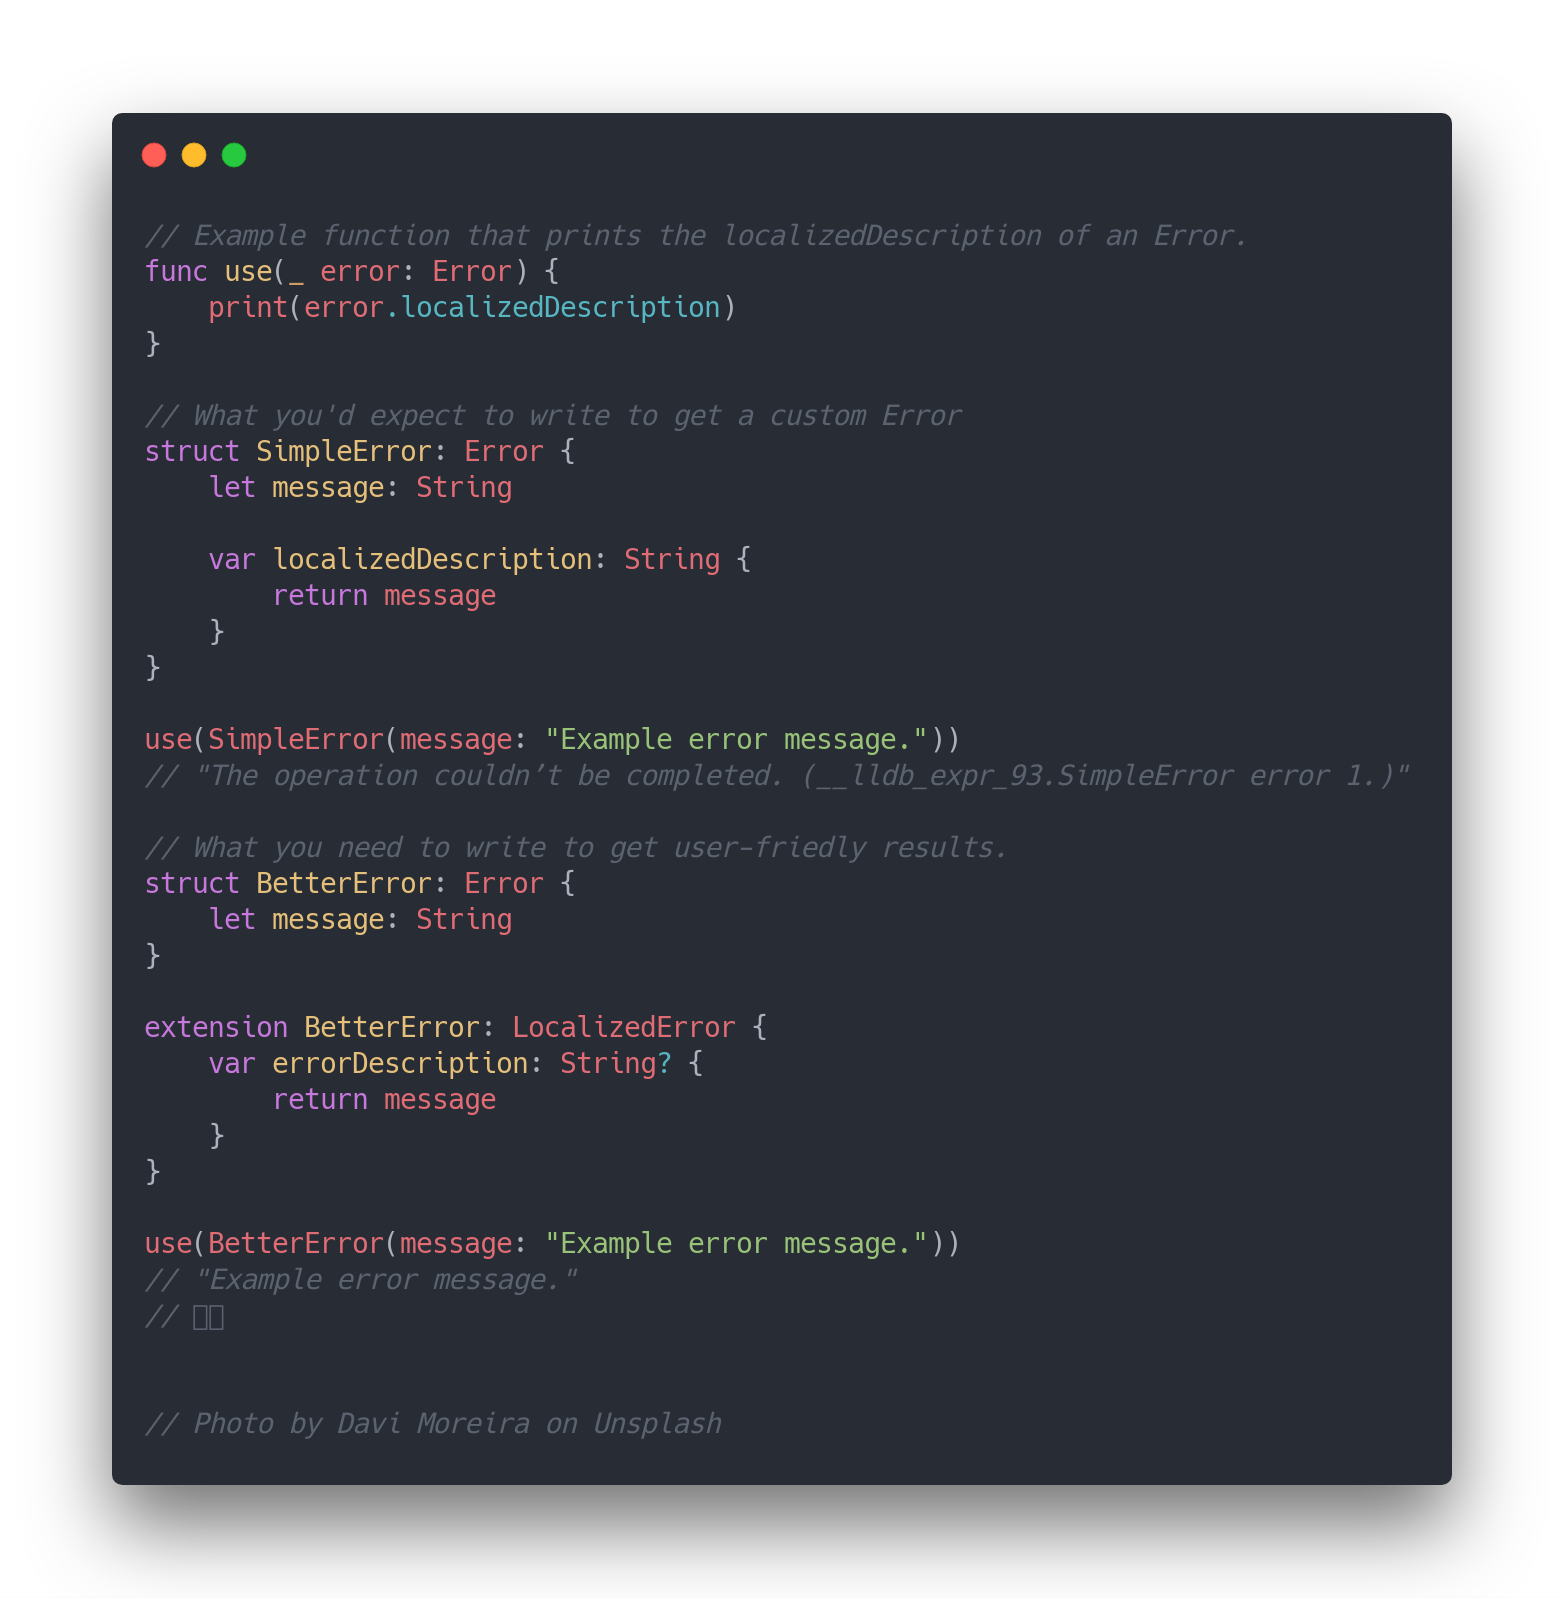 // Example function that prints the localizedDescription of an Error.
func use(_ error: Error) {
    print(error.localizedDescription)
}

// What you'd expect to write to get a custom Error
struct SimpleError: Error {
    let message: String

    var localizedDescription: String {
        return message
    }
}

use(SimpleError(message: "Example error message."))
// "The operation couldn’t be completed. (__lldb_expr_93.SimpleError error 1.)"

// What you need to write to get user-friedly results.
struct BetterError: Error {
    let message: String
}

extension BetterError: LocalizedError {
    var errorDescription: String? {
        return message
    }
}

use(BetterError(message: "Example error message."))
// "Example error message."
//

// Photo by Davi Moreira on Unsplash